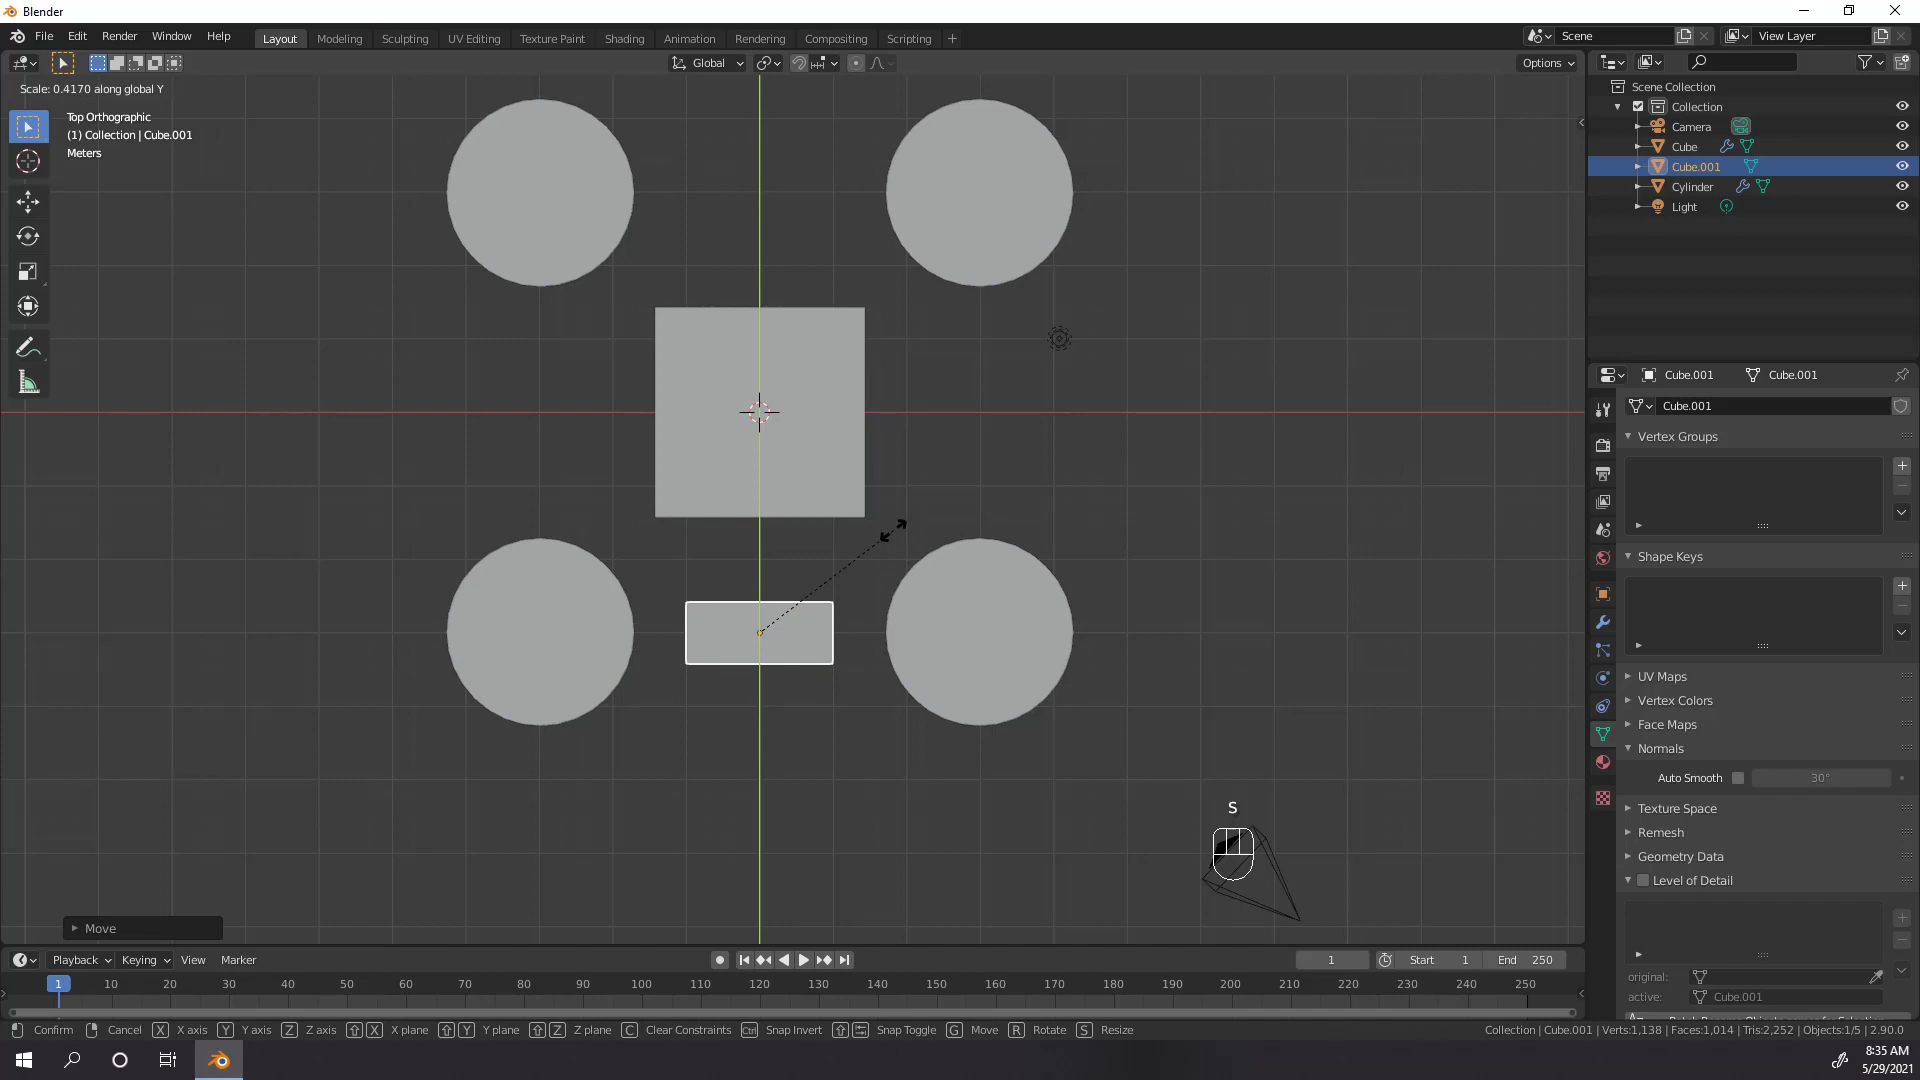 Blender
File Edit Render Window Help Layout Modeling Sculpting UV Editing Texture Paint Shading Animation Rendering Compositing Scripting + Scene View Layer
Global Options
Scale: 0.4170 along global Y
Top Orthographic
(1) Collection | Cube.001
Meters
Scene Collection
Collection
Camera
Cube
Cube.001
Cylinder
Light
Cube.001 Cube.001
Cube.001
Vertex Groups
Shape Keys
UV Maps
Vertex Colors
Face Maps
Normals
Auto Smooth 30°
Texture Space
Remesh
Geometry Data
Level of Detail
original:
active: Cube.001
S
Move
Playback Keying View Marker 1 Start 1 End 250
1 10 20 30 40 50 60 70 80 90 100 110 120 130 140 150 160 170 180 190 200 210 220 230 240 250
Confirm Cancel X X axis Y Y axis Z Z axis X X plane Y Y plane Z Z plane C Clear Constraints Ctrl Snap Invert Snap Toggle G Move R Rotate S Resize Collection | Cube.001 | Verts:1,138 | Faces:1,014 | Tris:2,252 | Objects:1/5 | 2.90.0
8:35 AM
5/29/2021